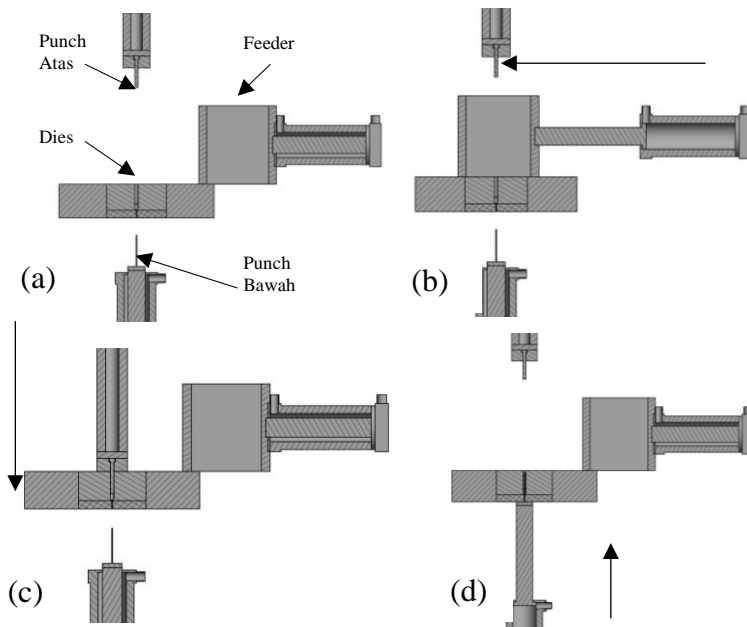 Punch
Atas
Feeder
Dies
Punch
Bawah
(a)
(b)
(c)
(d)